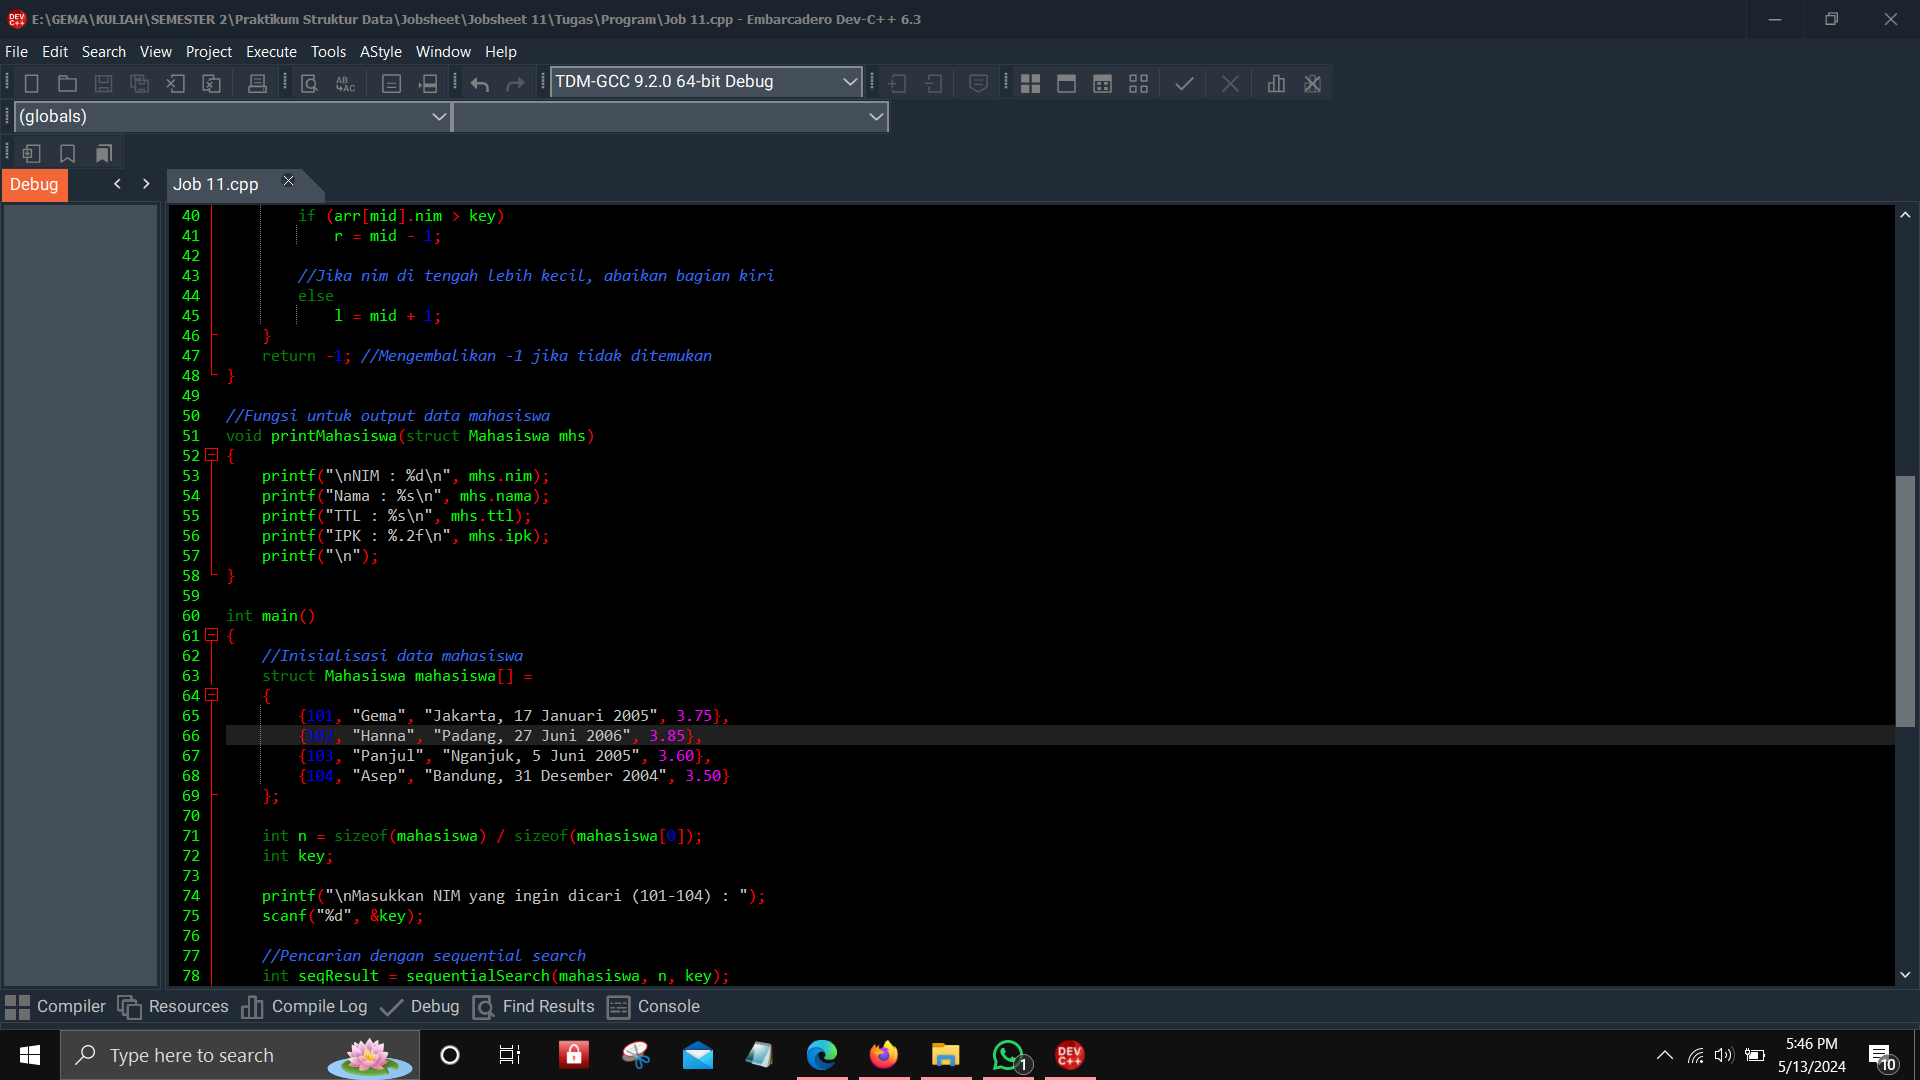 E:\GEMA\KULIAH\SEMESTER 2\Praktikum Struktur Data\Jobsheet\Jobsheet 11\Tugas\Program\Job 11.cpp - Embarcadero Dev-C++ 6.3
File Edit Search View Project Execute Tools AStyle Window Help
TDM-GCC 9.2.0 64-bit Debug
(globals)
Debug
Job 11.cpp
40 if (arr[mid].nim > key)
41 r = mid - 1;
42
43 //Jika nim di tengah lebih kecil, abaikan bagian kiri
44 else
45 l = mid + 1;
46 }
47 return -1; //Mengembalikan -1 jika tidak ditemukan
48 }
49
50 //Fungsi untuk output data mahasiswa
51 void printMahasiswa(struct Mahasiswa mhs)
52 {
53 printf("\nNIM : %d\n", mhs.nim);
54 printf("Nama : %s\n", mhs.nama);
55 printf("TTL : %s\n", mhs.ttl);
56 printf("IPK : %.2f\n", mhs.ipk);
57 printf("\n");
58 }
59
60 int main()
61 {
62 //Inisialisasi data mahasiswa
63 struct Mahasiswa mahasiswa[] =
64 {
65 {101, "Gema", "Jakarta, 17 Januari 2005", 3.75},
66 {102, "Hanna", "Padang, 27 Juni 2006", 3.85},
67 {103, "Panjul", "Nganjuk, 5 Juni 2005", 3.60},
68 {104, "Asep", "Bandung, 31 Desember 2004", 3.50}
69 };
70
71 int n = sizeof(mahasiswa) / sizeof(mahasiswa[0]);
72 int key;
73
74 printf("\nMasukkan NIM yang ingin dicari (101-104) : ");
75 scanf("%d", &key);
76
77 //Pencarian dengan sequential search
78 int seqResult = sequentialSearch(mahasiswa, n, key);
Compiler Resources Compile Log Debug Find Results Console
Type here to search
DEV C++
1
5:46 PM
5/13/2024
10